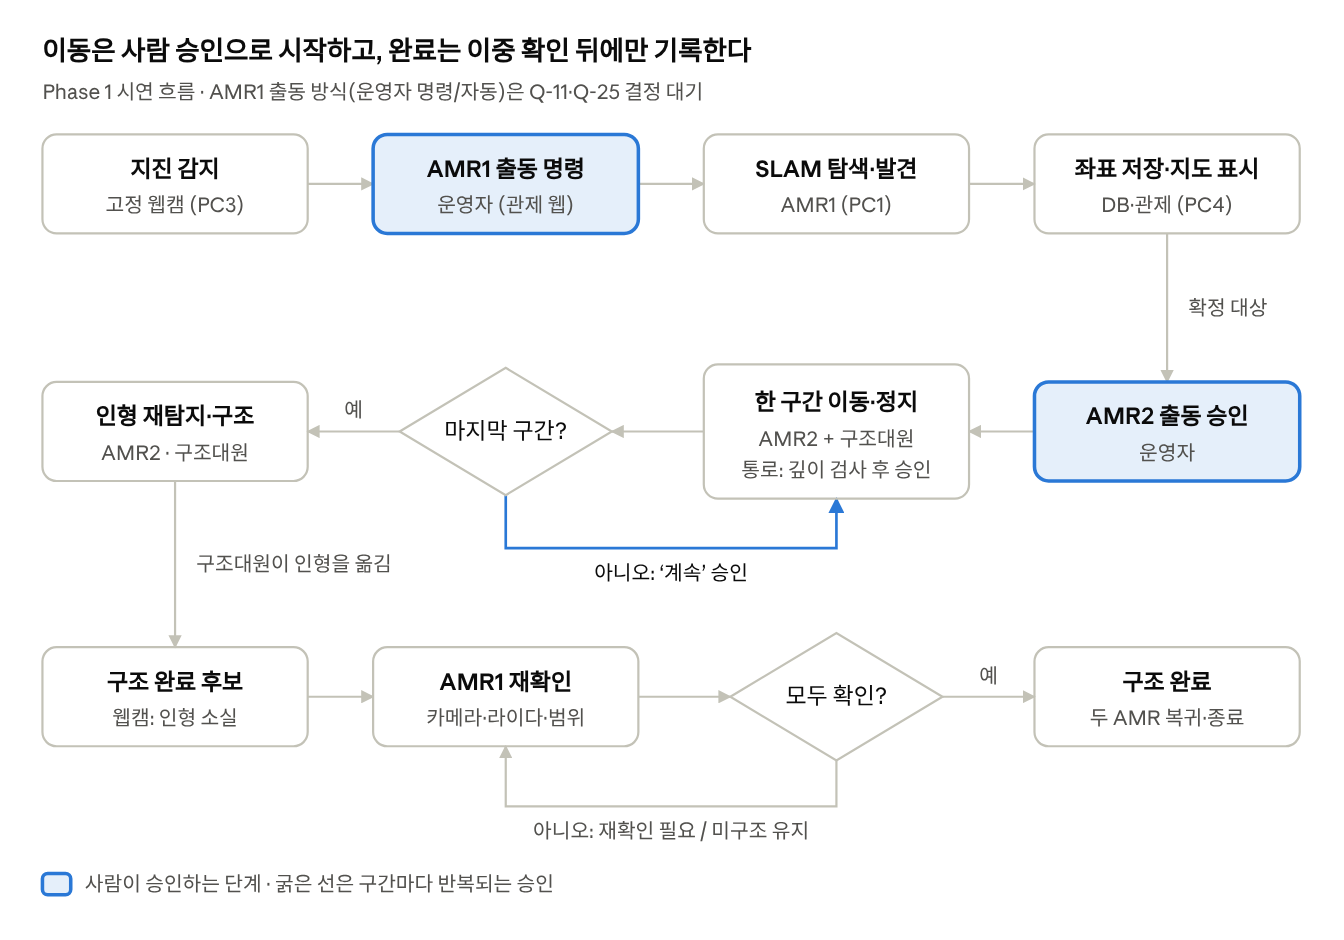 이동은 사람 승인으로 시작하고, 완료는 이중 확인 뒤에만 기록한다
Phase 1 시연 흐름 · AMR1 출동 방식(운영자 명령/자동)은 Q-11·Q-25 결정 대기
지진 감지
고정 웹캠 (PC3)
AMR1 출동 명령
운영자 (관제 웹)
SLAM 탐색·발견
AMR1 (PC1)
좌표 저장·지도 표시
DB·관제 (PC4)
확정 대상
AMR2 출동 승인
운영자
한 구간 이동·정지
AMR2 + 구조대원
통로: 깊이 검사 후 승인
마지막 구간?
아니오: ‘계속’ 승인
예
인형 재탐지·구조
AMR2 · 구조대원
구조대원이 인형을 옮김
구조 완료 후보
웹캠: 인형 소실
AMR1 재확인
카메라·라이다·범위
모두 확인?
아니오: 재확인 필요 / 미구조 유지
예
구조 완료
두 AMR 복귀·종료
사람이 승인하는 단계 · 굵은 선은 구간마다 반복되는 승인